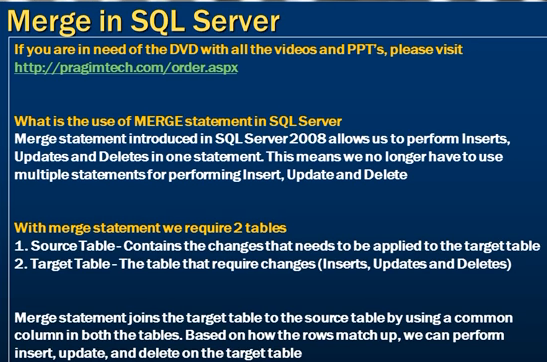 Merge in SQL Server
If you are in need of the DVD with all the videos and PPT's, please visit
http://pragimtech.com/order.aspx
What is the use of MERGE statement in SQL Server
Merge statement introduced in SQL Server 2008 allows us to perform Inserts,
Updates and Deletes in one statement. This means we no longer have to use
multiple statements for performing Insert, Update and Delete
With merge statement we require 2 tables
1. Source Table - Contains the changes that needs to be applied to the target table
2. Target Table - The table that require changes (Inserts, Updates and Deletes)
Merge statement joins the target table to the source table by using a common
column in both the tables. Based on how the rows match up, we can perform
insert, update, and delete on the target table